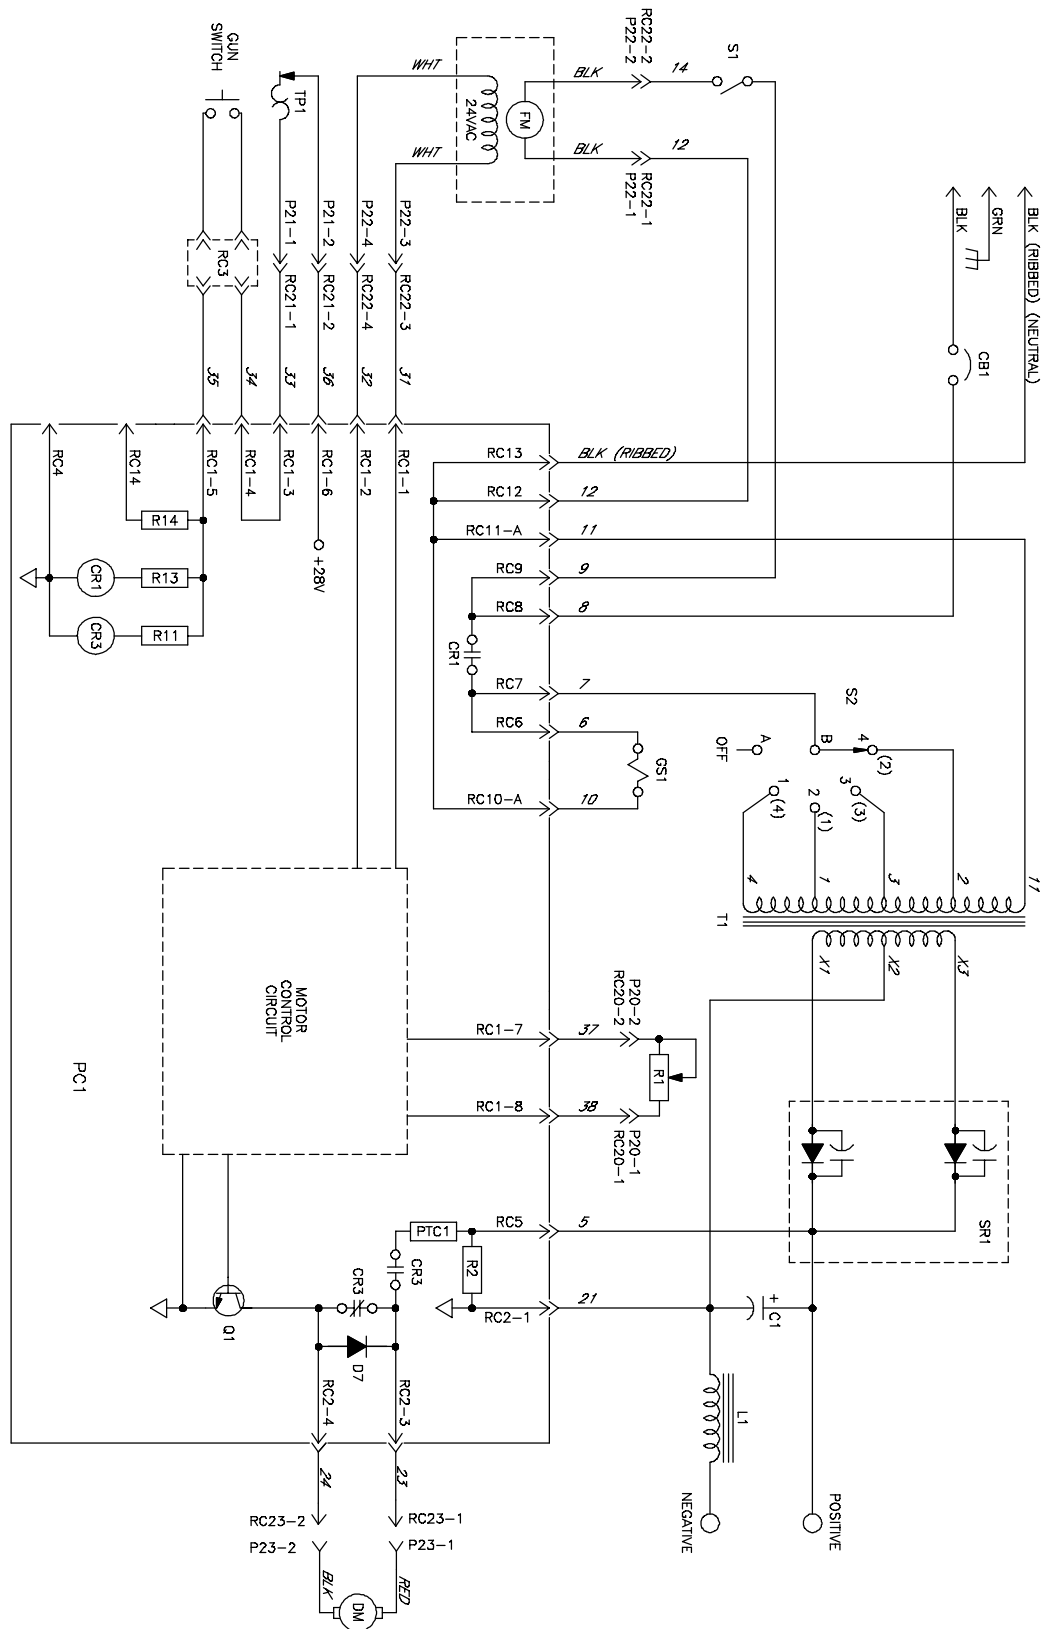 GUN
SWITCH
TP1
WHT
WHT
24VAC
FM
BLK
BLK
RC22-2
P22-2
14
S1
12
RC22-1
P22-1
BLK
GRN
BLK (RIBBED) (NEUTRAL)
CB1
RC3
P21-1
RC21-1
P21-2
RC21-2
P22-4
RC22-4
P22-3
RC22-3
35
34
33
36
32
31
RC4
RC14
RC1-5
RC1-4
RC1-3
RC1-6
RC1-2
RC1-1
RC13
BLK (RIBBED)
RC12
12
RC11-A
11
RC9
9
RC8
8
R14
+28V
CR1
R13
CR3
R11
CR1
RC7
7
RC6
6
GS1
RC10-A
10
S2
OFF
A
B
4
(2)
1
(4)
2
(1)
3
(3)
4
1
3
2
11
T1
X1
X2
X3
MOTOR
CONTROL
CIRCUIT
PC1
RC1-7
37
P20-2
RC20-2
R1
RC1-8
38
P20-1
RC20-1
SR1
PTC1
RC5
5
CR3
R2
CR3
RC2-1
21
+
C1
Q1
D7
RC2-4
RC2-3
L1
24
23
NEGATIVE
POSITIVE
RC23-2
P23-2
RC23-1
P23-1
BLK
RED
DM